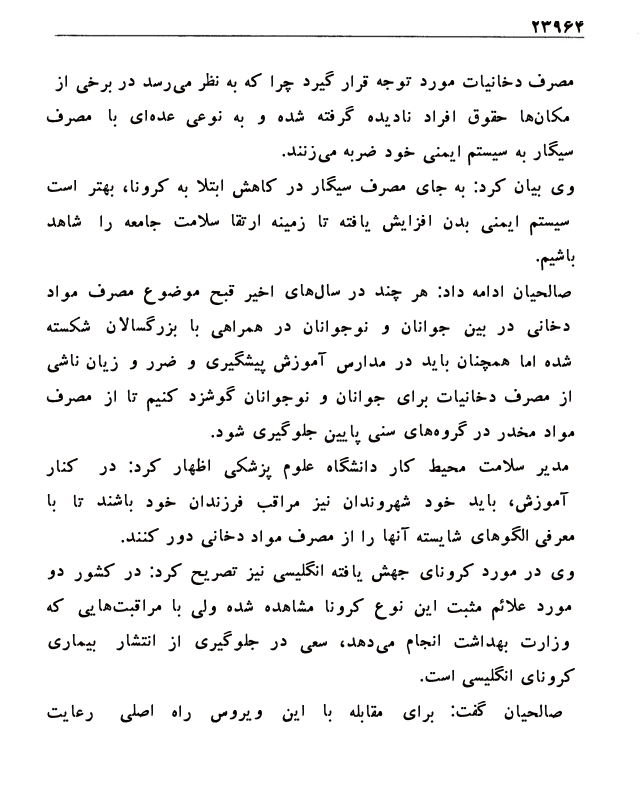 ۲۳۹۶۴
مصرف دخانیات مورد توجه قرار گیرد چرا که به نظر می‌رسد در برخی از
مکان‌ها حقوق افراد نادیده گرفته شده و به نوعی عده‌ای با مصرف
سیگار به سیستم ایمنی خود ضربه می‌زنند.
وی بیان کرد: به جای مصرف سیگار در کاهش ابتلا به کرونا، بهتر است
سیستم ایمنی بدن افزایش یافته تا زمینه ارتقا سلامت جامعه را شاهد
باشیم.
صالحیان ادامه داد: هر چند در سال‌های اخیر قبح موضوع مصرف مواد
دخانی در بین جوانان و نوجوانان در همراهی با بزرگسالان شکسته
شده اما همچنان باید در مدارس آموزش پیشگیری و ضرر و زیان ناشی
از مصرف دخانیات برای جوانان و نوجوانان گوشزد کنیم تا از مصرف
مواد مخدر در گروه‌های سنی پایین جلوگیری شود.
مدیر سلامت محیط کار دانشگاه علوم پزشکی اظهار کرد: در کنار
آموزش، باید خود شهروندان نیز مراقب فرزندان خود باشند تا با
معرفی الگوهای شایسته آنها را از مصرف مواد دخانی دور کنند.
وی در مورد کرونای جهش یافته انگلیسی نیز تصریح کرد: در کشور دو
مورد علائم مثبت این نوع کرونا مشاهده شده ولی با مراقبت‌هایی که
وزارت بهداشت انجام می‌دهد، سعی در جلوگیری از انتشار بیماری
کرونای انگلیسی است.
صالحیان گفت: برای مقابله با این ویروس راه اصلی رعایت